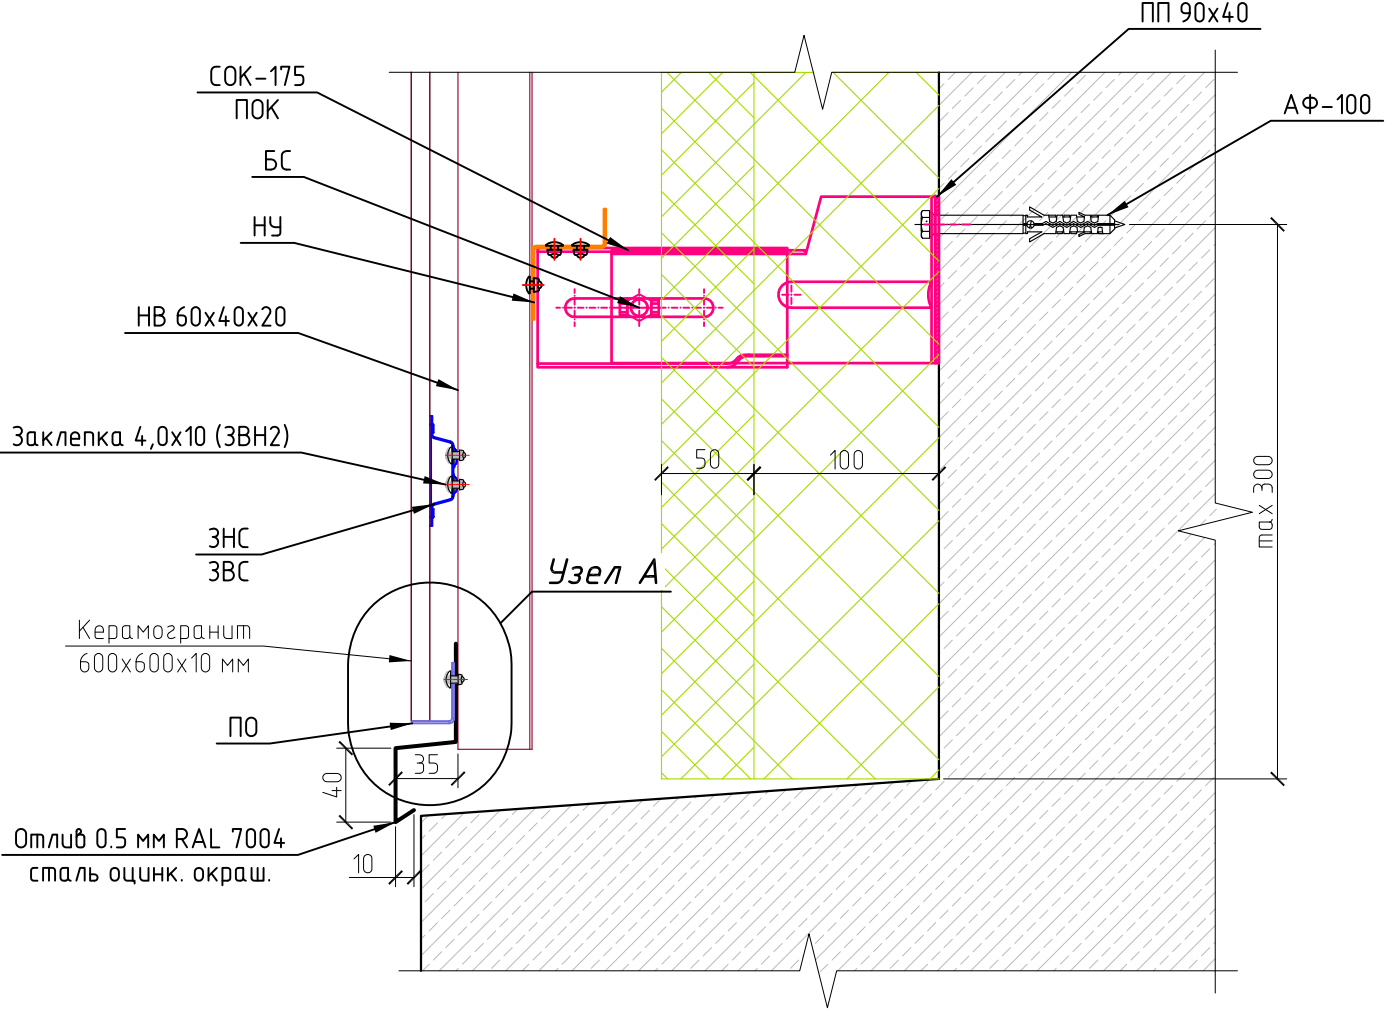 ПП 90х40
СОК-175
ПОК
АФ-100
БС
НУ
НВ 60х40х20
Заклепка 4,0х10 (ЗВН2)
50
100
max 300
ЗНС
ЗВС
Узел А
Керамогранит
600х600х10 мм
ПО
35
40
Отлив 0.5 мм RAL 7004
сталь оцинк. окраш.
10